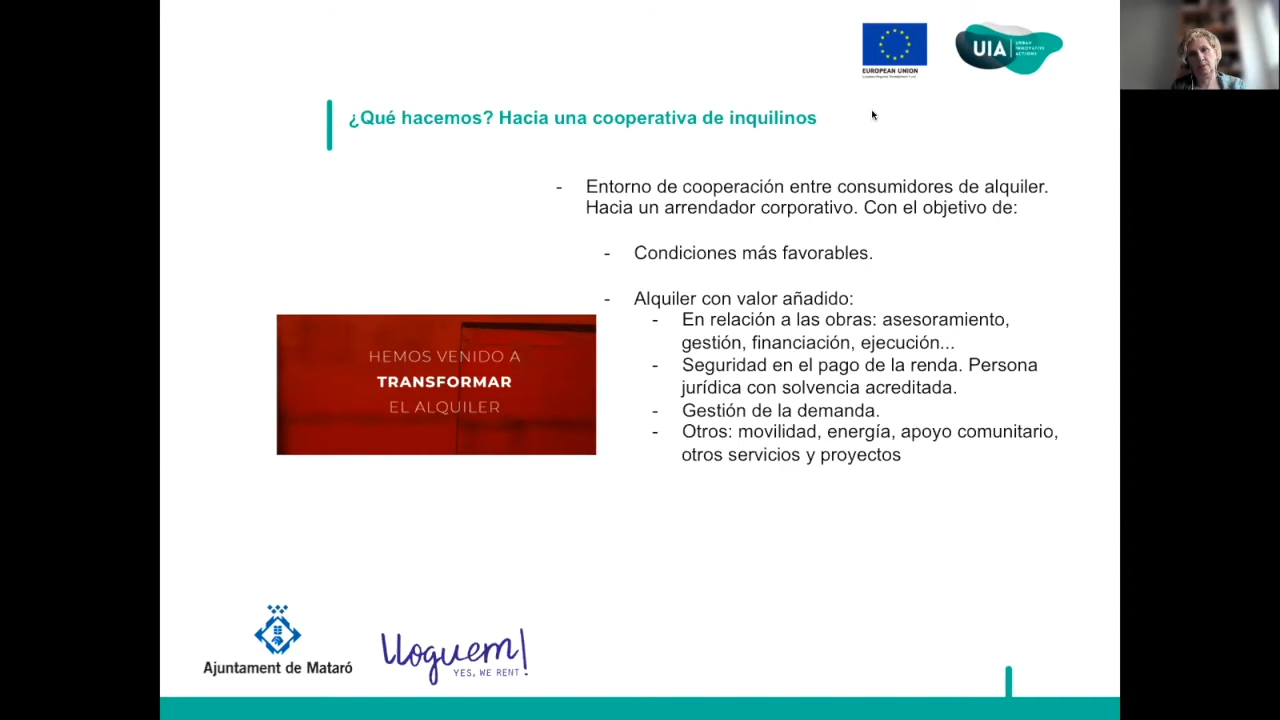 EUROPEAN UNION
UIA
URBAN
INNOVATIVE
ACTIONS
¿Qué hacemos? Hacia una cooperativa de inquilinos
- Entorno de cooperación entre consumidores de alquiler.
Hacia un arrendador corporativo. Con el objetivo de:
- Condiciones más favorables.
- Alquiler con valor añadido:
- En relación a las obras: asesoramiento,
gestión, financiación, ejecución...
- Seguridad en el pago de la renda. Persona
jurídica con solvencia acreditada.
- Gestión de la demanda.
- Otros: movilidad, energía, apoyo comunitario,
otros servicios y proyectos
HEMOS VENIDO A
TRANSFORMAR
EL ALQUILER
Ajuntament de Mataró
lloguem!
YES, WE RENT